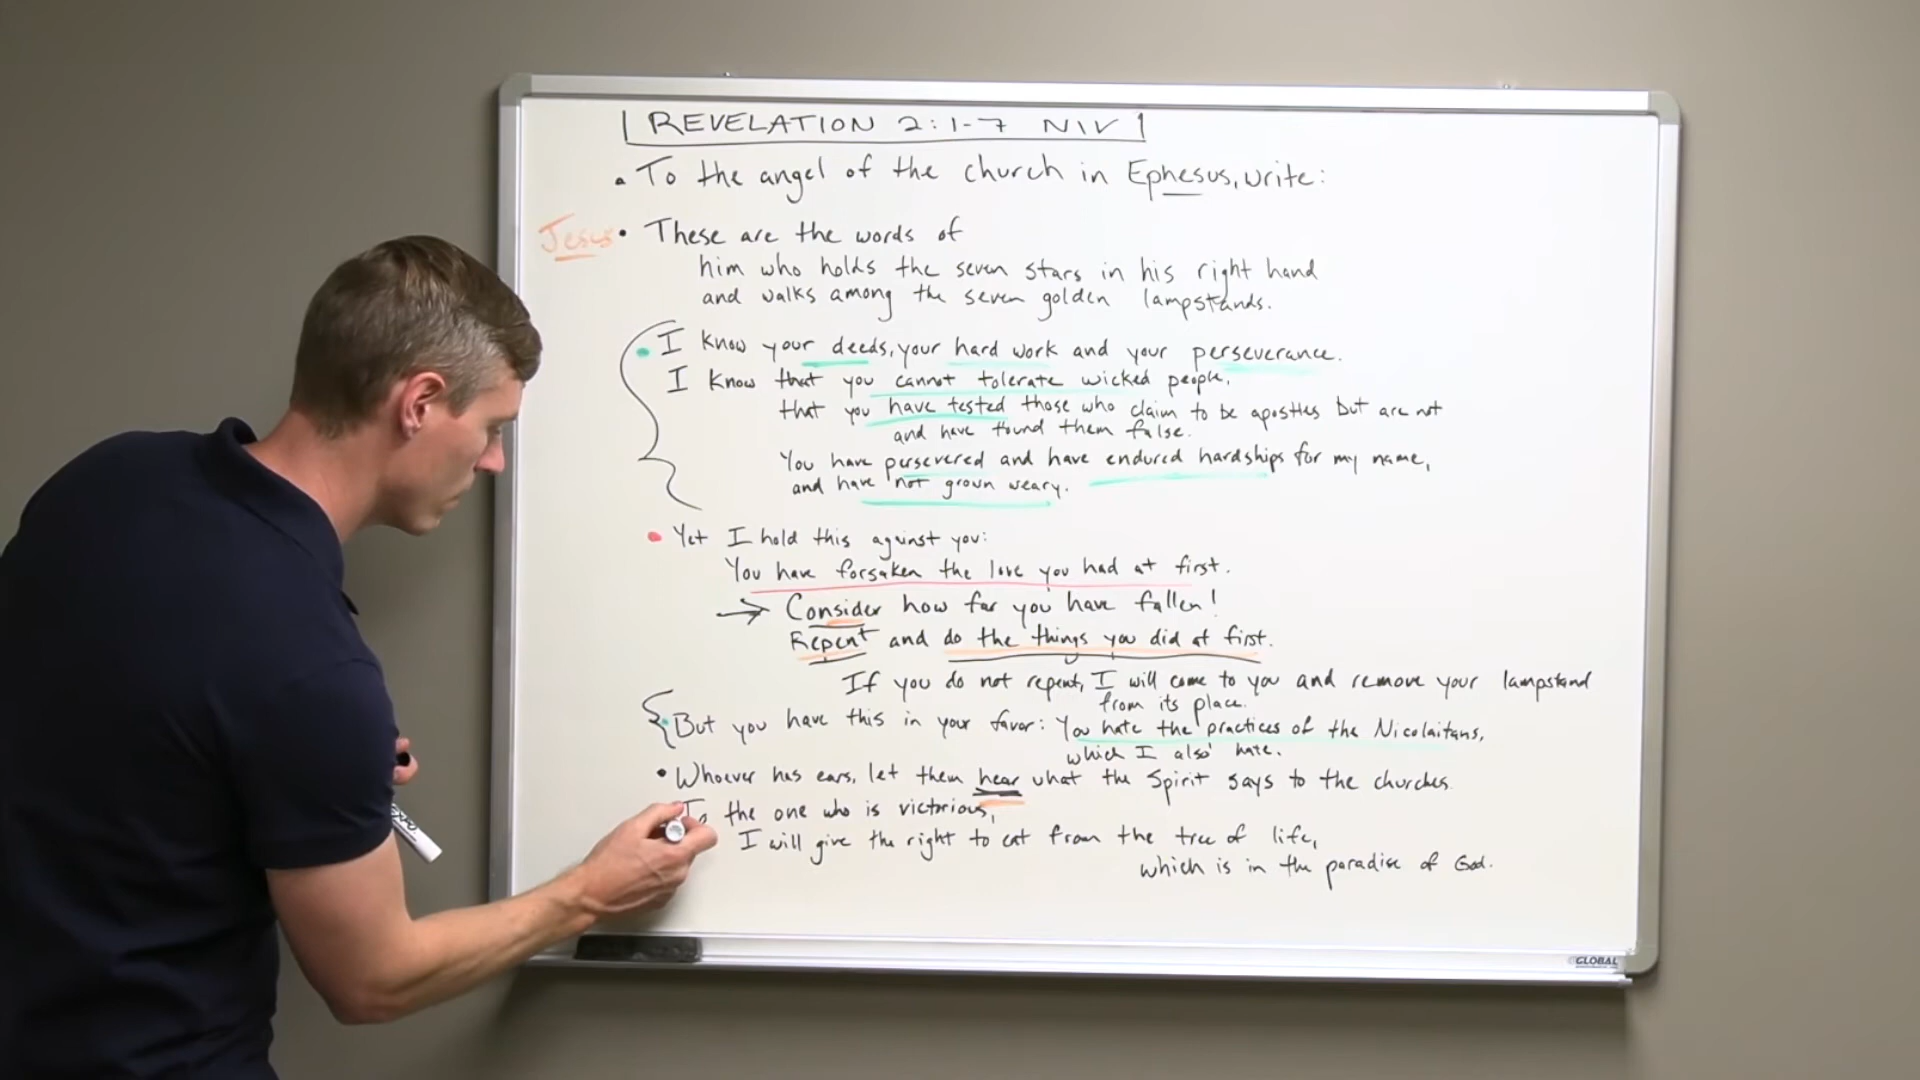 REVELATION 2:1-7 NIV
• To the angel of the church in Ephesus, write:
Jesus • These are the words of
him who holds the seven stars in his right hand
and walks among the seven golden lampstands.
• I know your deeds, your hard work and your perseverance.
I know that you cannot tolerate wicked people,
that you have tested those who claim to be apostles but are not
and have found them false.
You have persevered and have endured hardships for my name,
and have not grown weary.
• Yet I hold this against you:
You have forsaken the love you had at first.
→ Consider how far you have fallen!
Repent and do the things you did at first.
If you do not repent, I will come to you and remove your lampstand
from its place.
• But you have this in your favor: You hate the practices of the Nicolaitans,
which I also hate.
• Whoever has ears, let them hear what the Spirit says to the churches.
To the one who is victorious,
I will give the right to eat from the tree of life,
which is in the paradise of God.
EXPO
GLOBAL